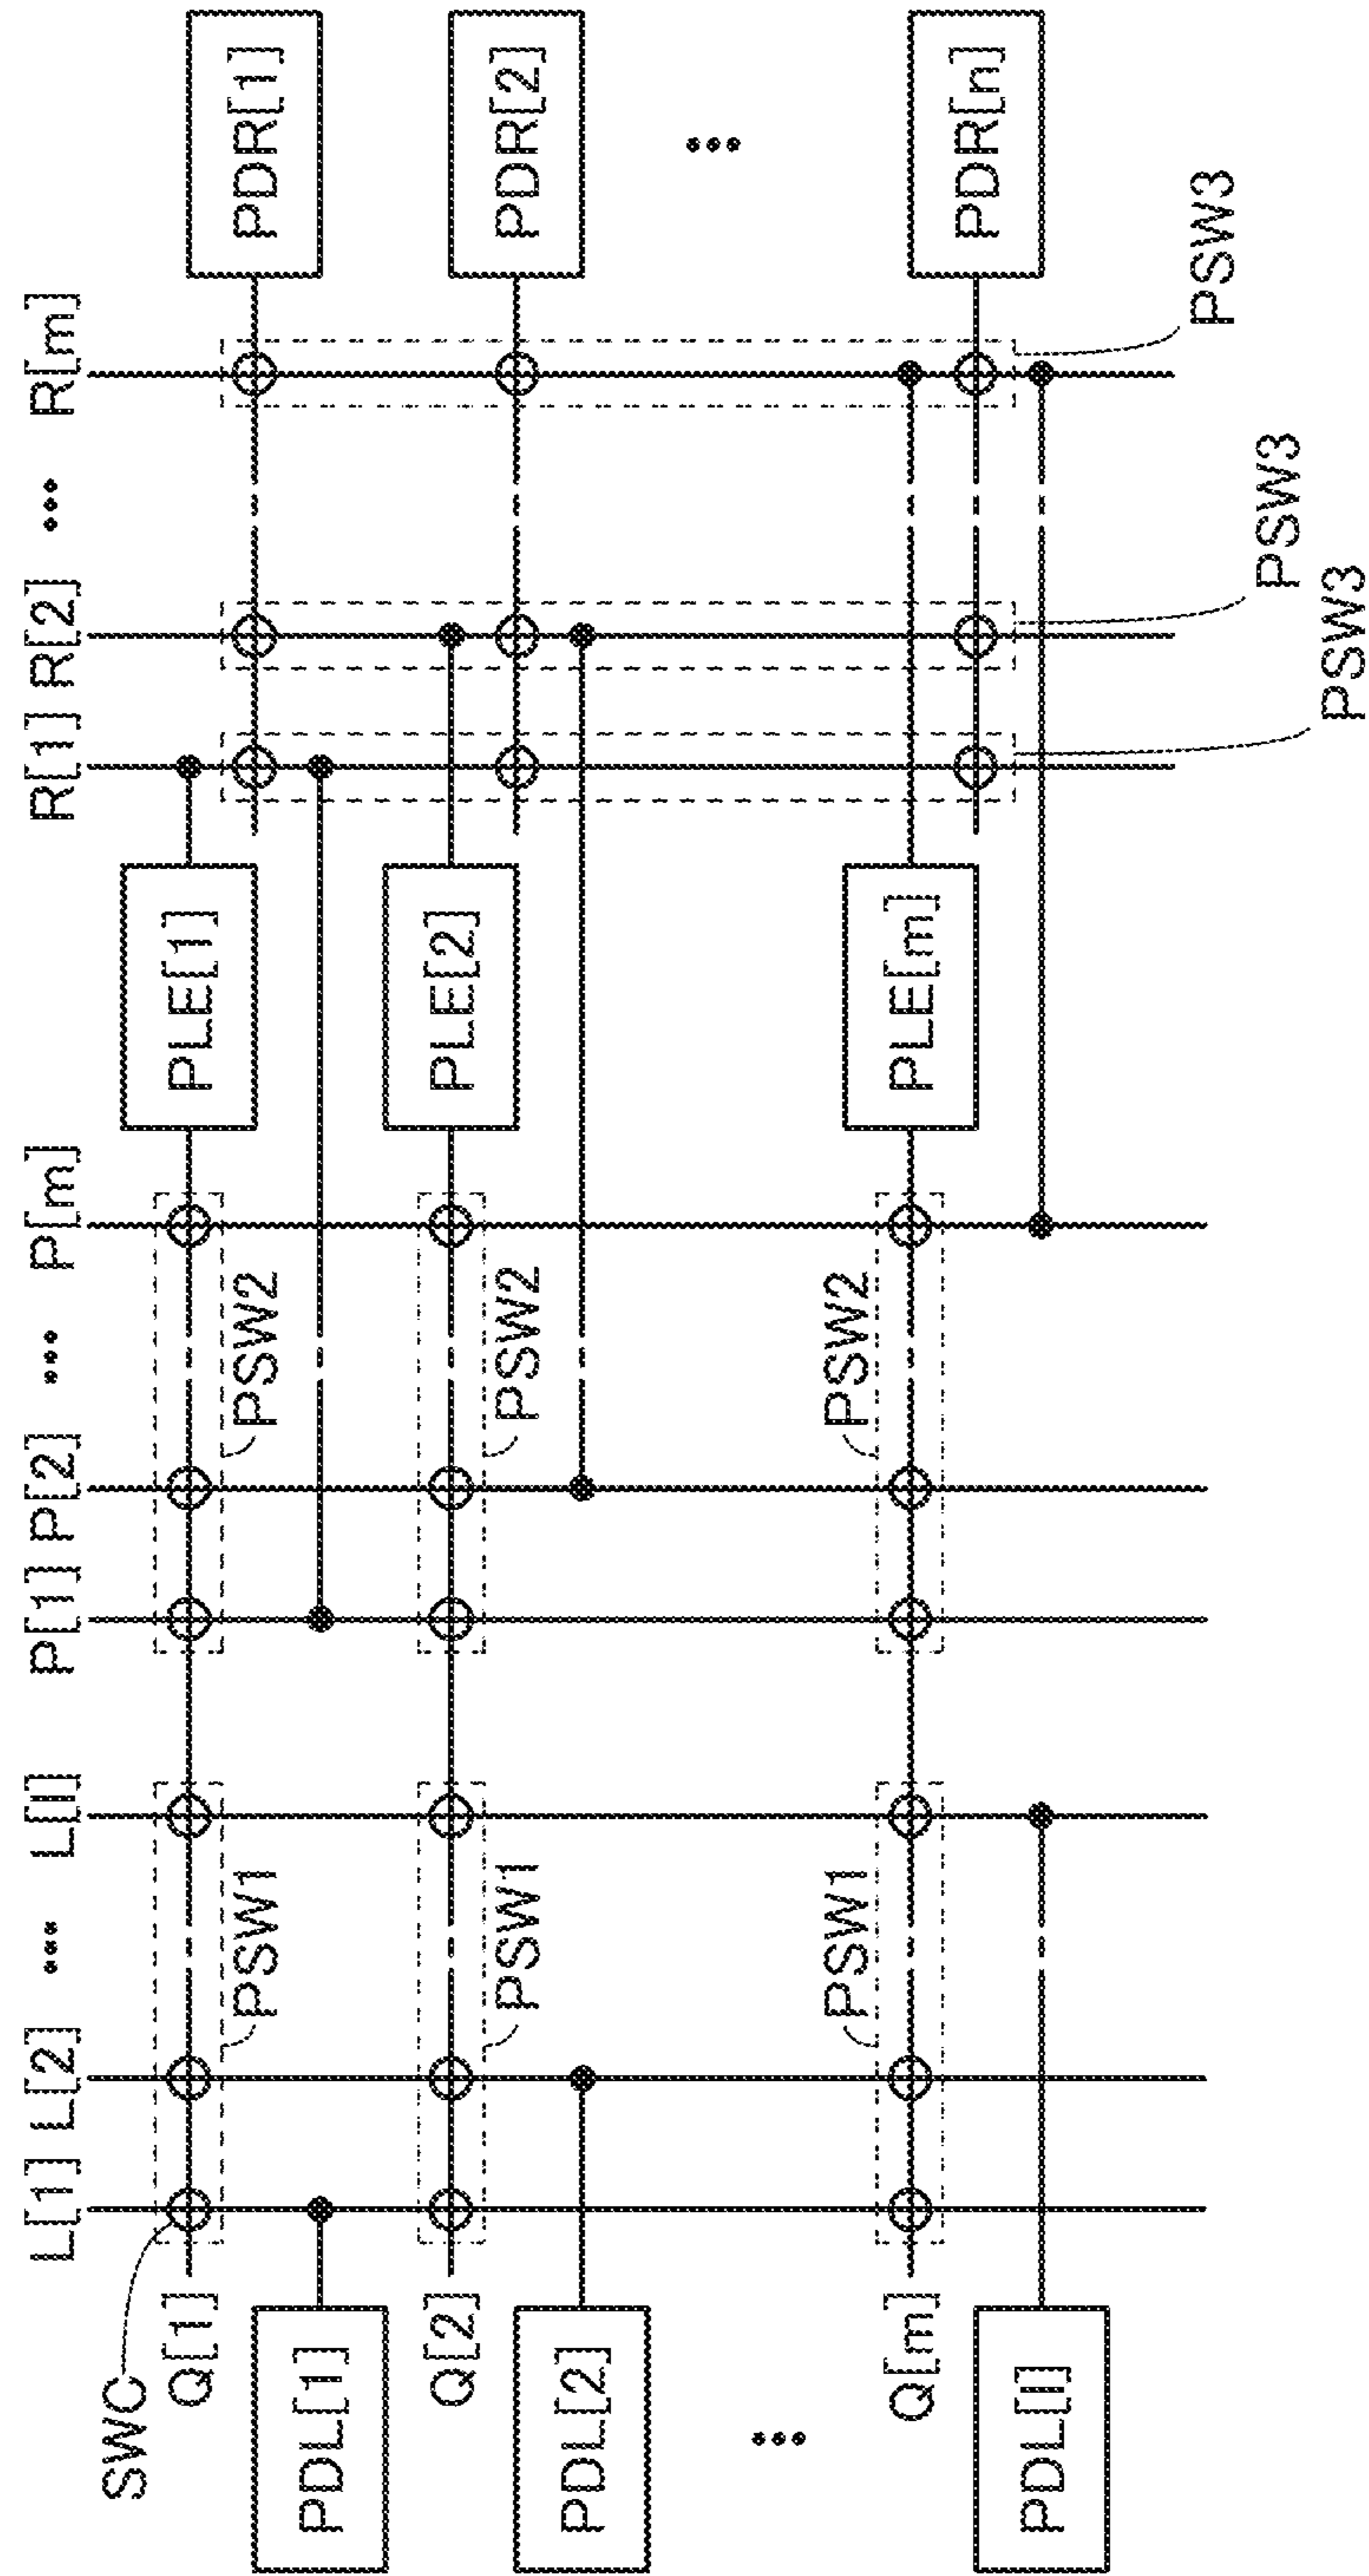 L[1] L[2] ... L[l] P[1] P[2] ... P[m] R[1] R[2] ... R[m]
SWC
Q[1] PLE[1]
PSW1 PSW2
PDL[1] PDR[1]
Q[2] PLE[2]
PSW1 PSW2
PDL[2] PDR[2]
... ...
PSW1 PSW2
Q[m] PLE[m]
PDL[l] PDR[n]
PSW3
PSW3
PSW3